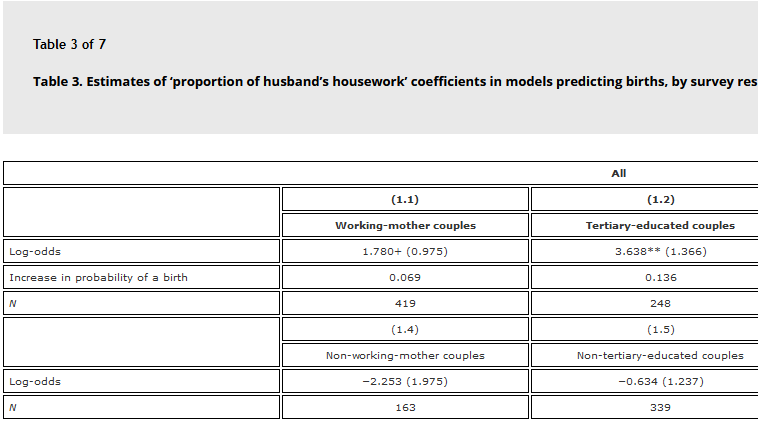 Table 3 of 7
Table 3. Estimates of ‘proportion of husband’s housework’ coefficients in models predicting births, by survey res
All
(1.1) (1.2)
Working-mother couples Tertiary-educated couples
Log-odds 1.780+ (0.975) 3.638** (1.366)
Increase in probability of a birth 0.069 0.136
N 419 248
(1.4) (1.5)
Non-working-mother couples Non-tertiary-educated couples
Log-odds −2.253 (1.975) −0.634 (1.237)
N 163 339